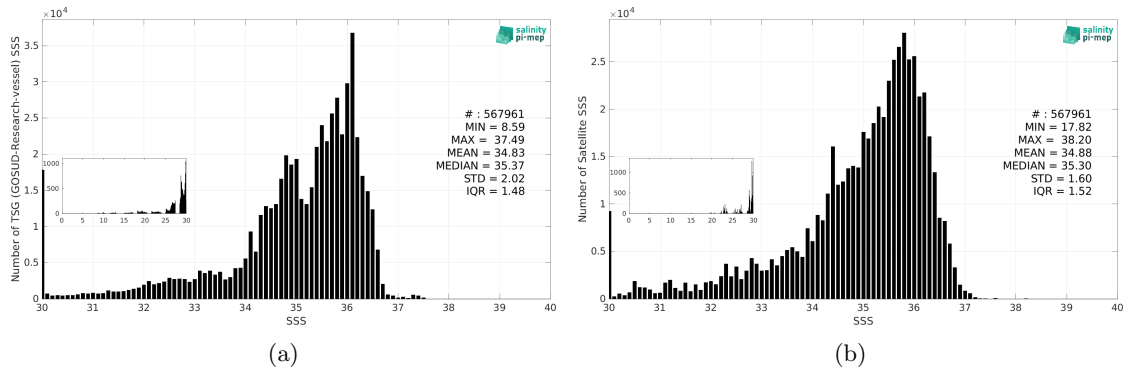 ×10^4
Number of TSG (GOSUD-Research-vessel) SSS
3.5
3
2.5
2
1.5
1
0.5
0
salinity
pi-mep
# : 567961
MIN = 8.59
MAX = 37.49
MEAN = 34.83
MEDIAN = 35.37
STD = 2.02
IQR = 1.48
1000
500
0
0 5 10 15 20 25 30
30 31 32 33 34 35 36 37 38 39 40
SSS
(a)
×10^4
Number of Satellite SSS
2.5
2
1.5
1
0.5
0
salinity
pi-mep
# : 567961
MIN = 17.82
MAX = 38.20
MEAN = 34.88
MEDIAN = 35.30
STD = 1.60
IQR = 1.52
1000
500
0
0 5 10 15 20 25 30
30 31 32 33 34 35 36 37 38 39 40
SSS
(b)